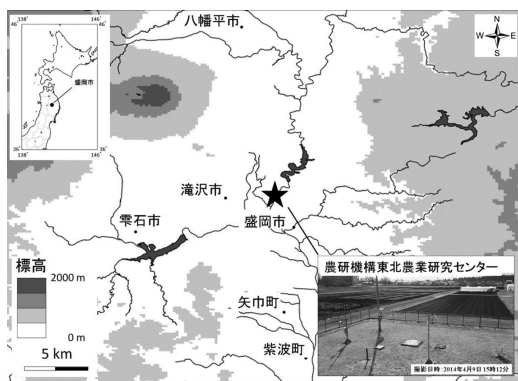 八幡平市
N
W E
S
46°
46°
盛岡市
36°
36°
138°
146°
滝沢市
盛岡市
雫石市
標高
2000 m
0 m
5 km
矢巾町
紫波町
農研機構東北農業研究センター
撮影日時:2014年4月9日15時12分